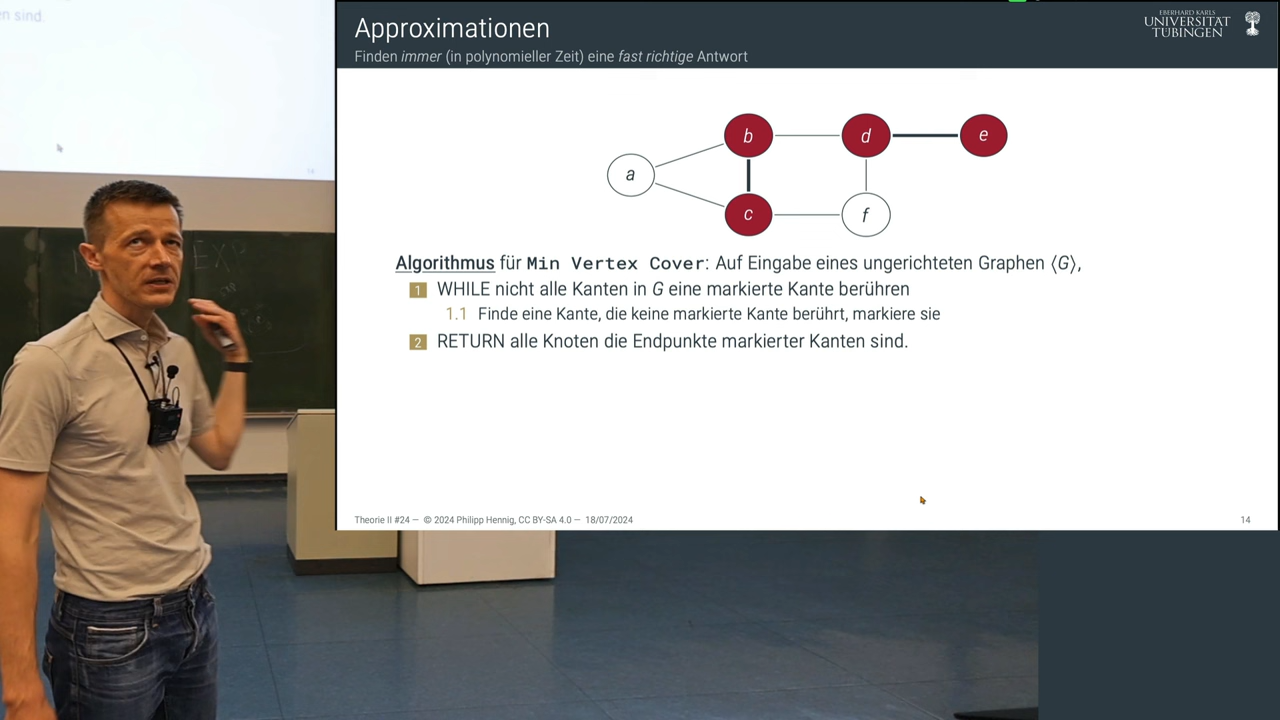 n sind
Approximationen
Finden immer (in polynomieller Zeit) eine fast richtige Antwort
EBERHARD KARLS
UNIVERSITÄT
TÜBINGEN
b
d
e
a
c
f
Algorithmus für Min Vertex Cover: Auf Eingabe eines ungerichteten Graphen ⟨G⟩,
1 WHILE nicht alle Kanten in G eine markierte Kante berühren
1.1 Finde eine Kante, die keine markierte Kante berührt, markiere sie
2 RETURN alle Knoten die Endpunkte markierter Kanten sind.
EXP
Theorie II #24 — © 2024 Philipp Hennig, CC BY-SA 4.0 — 18/07/2024
14